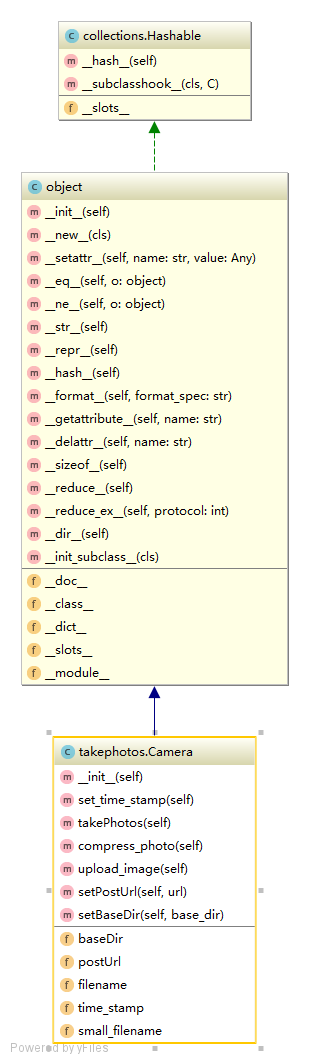 C collections.Hashable
m __hash__(self)
m __subclasshook__(cls, C)
f __slots__
C object
m __init__(self)
m __new__(cls)
m __setattr__(self, name: str, value: Any)
m __eq__(self, o: object)
m __ne__(self, o: object)
m __str__(self)
m __repr__(self)
m __hash__(self)
m __format__(self, format_spec: str)
m __getattribute__(self, name: str)
m __delattr__(self, name: str)
m __sizeof__(self)
m __reduce__(self)
m __reduce_ex__(self, protocol: int)
m __dir__(self)
m __init_subclass__(cls)
f __doc__
f __class__
f __dict__
f __slots__
f __module__
C takephotos.Camera
m __init__(self)
m set_time_stamp(self)
m takePhotos(self)
m compress_photo(self)
m upload_image(self)
m setPostUrl(self, url)
m setBaseDir(self, base_dir)
f baseDir
f postUrl
f filename
f time_stamp
f small_filename
Powered by yFiles